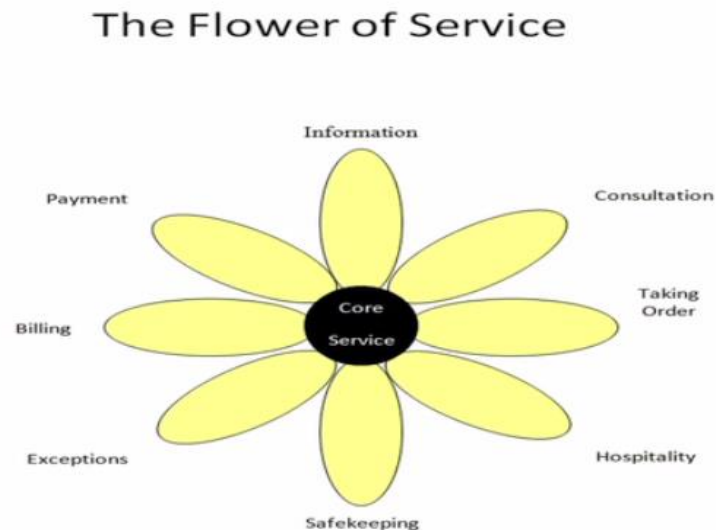 The Flower of Service
Information
Payment
Consultation
Core
Service
Taking
Order
Billing
Exceptions
Hospitality
Safekeeping